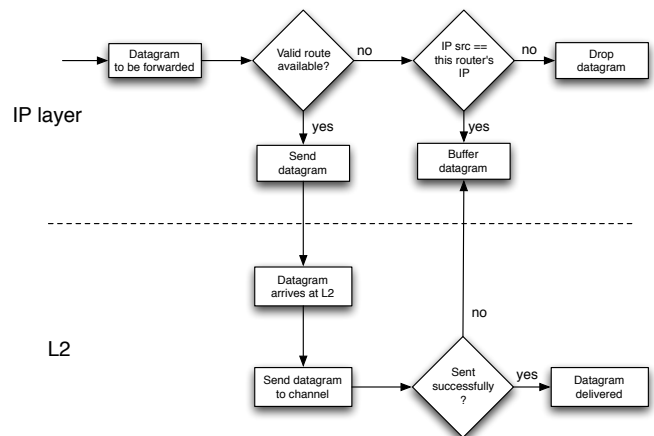 Datagram
to be forwarded
Valid route
available?
no
IP src ==
this router's
IP
no
Drop
datagram
IP layer
yes
yes
Send
datagram
Buffer
datagram
Datagram
arrives at L2
no
L2
Send datagram
to channel
Sent
successfully
?
yes
Datagram
delivered